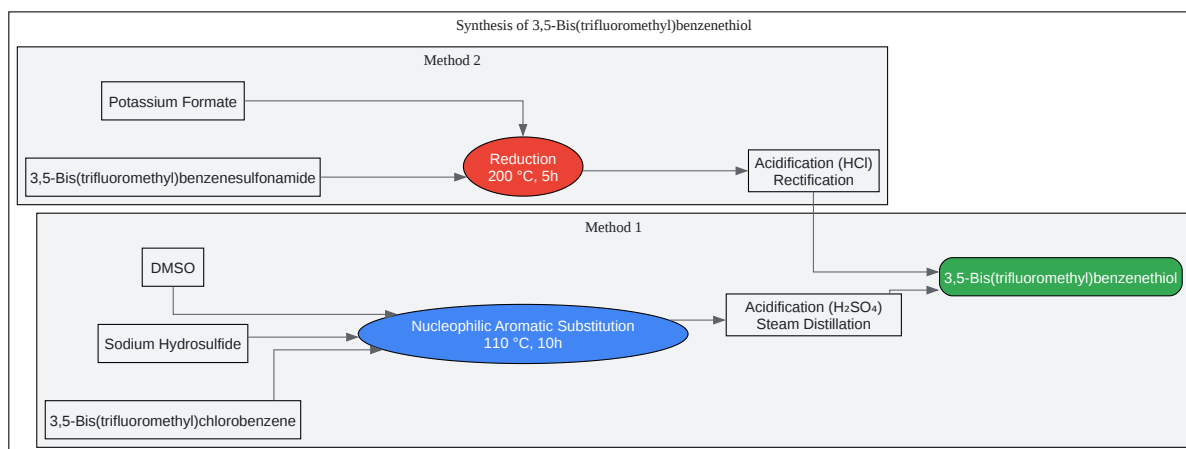 Synthesis of 3,5-Bis(trifluoromethyl)benzenethiol
Method 2
Potassium Formate
3,5-Bis(trifluoromethyl)benzenesulfonamide
Reduction
200 °C, 5h
Acidification (HCl)
Rectification
Method 1
DMSO
Sodium Hydrosulfide
3,5-Bis(trifluoromethyl)chlorobenzene
Nucleophilic Aromatic Substitution
110 °C, 10h
Acidification (H₂SO₄)
Steam Distillation
3,5-Bis(trifluoromethyl)benzenethiol